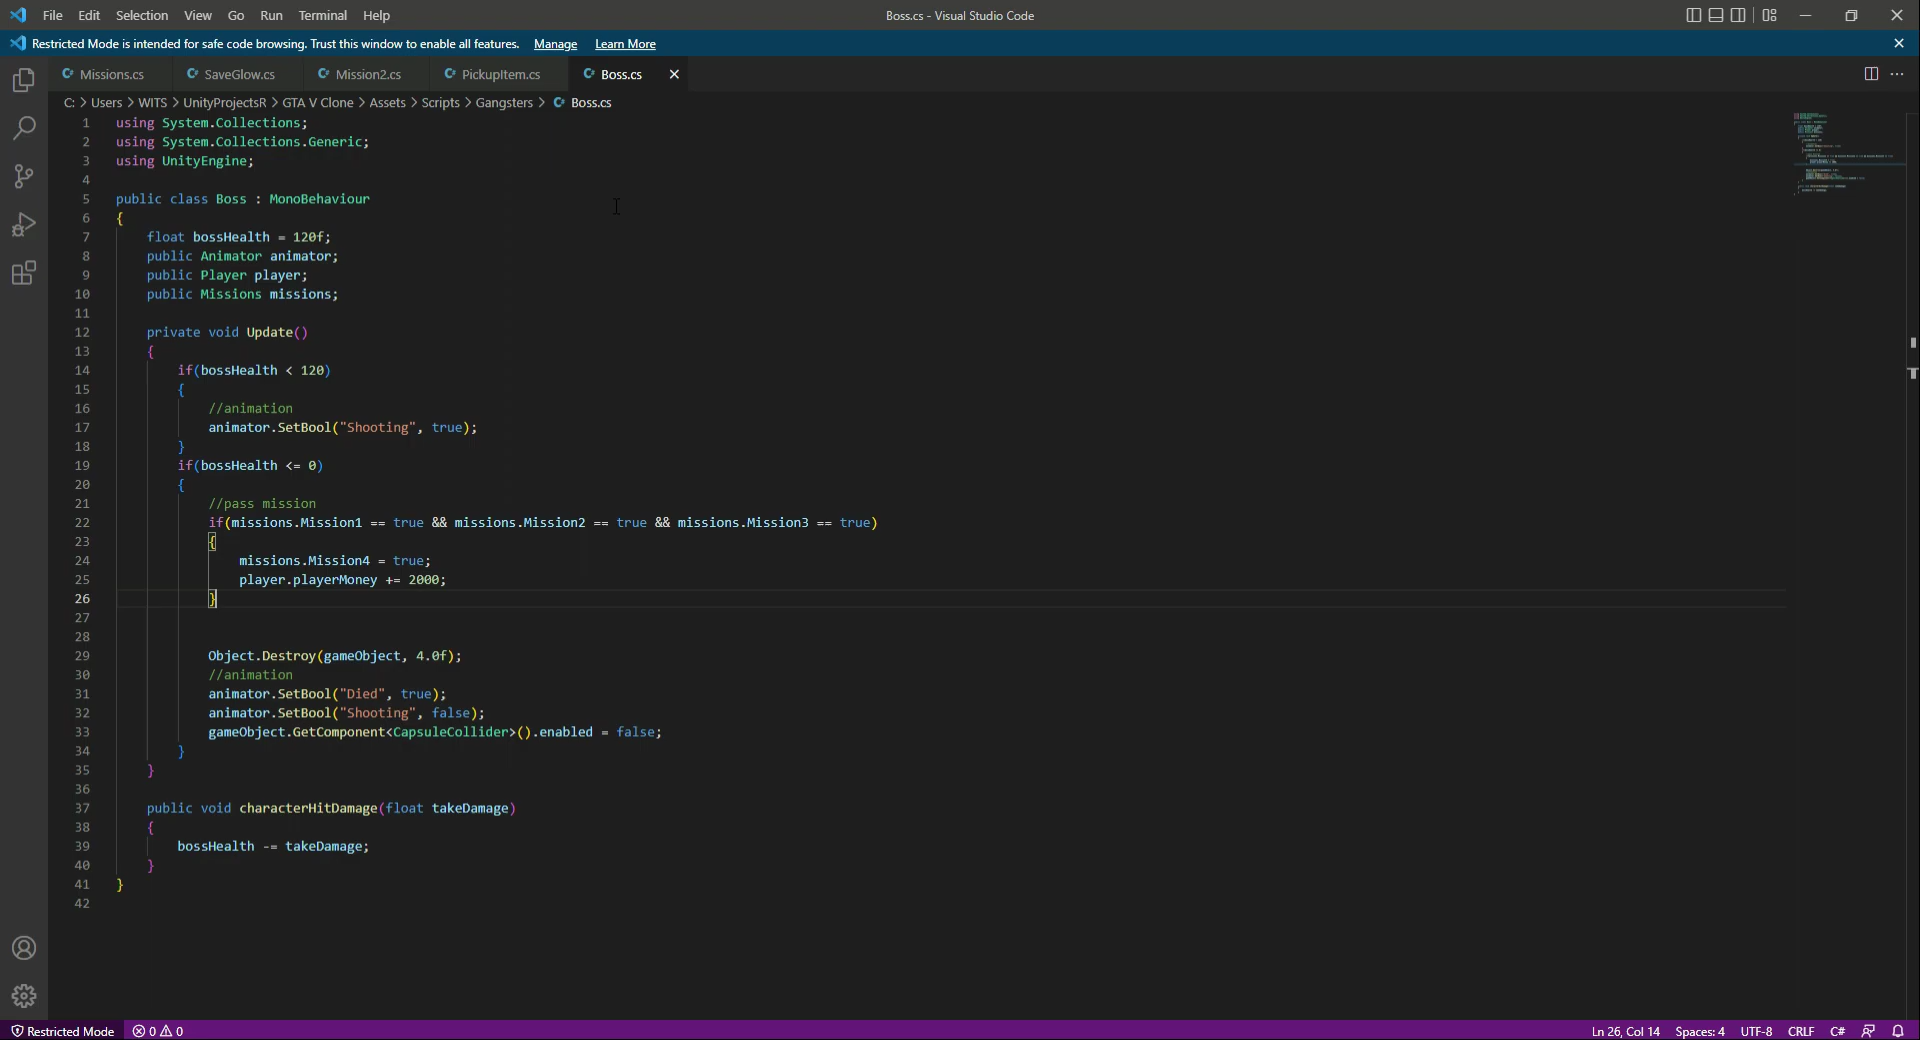 File Edit Selection View Go Run Terminal Help Boss.cs - Visual Studio Code
Restricted Mode is intended for safe code browsing. Trust this window to enable all features. Manage Learn More
Missions.cs SaveGlow.cs Mission2.cs PickupItem.cs Boss.cs
C: > Users > WITS > UnityProjectsR > GTA V Clone > Assets > Scripts > Gangsters > Boss.cs
1 using System.Collections;
2 using System.Collections.Generic;
3 using UnityEngine;
4
5 public class Boss : MonoBehaviour
6 {
7 float bossHealth = 120f;
8 public Animator animator;
9 public Player player;
10 public Missions missions;
11
12 private void Update()
13 {
14 if(bossHealth < 120)
15 {
16 //animation
17 animator.SetBool("Shooting", true);
18 }
19 if(bossHealth <= 0)
20 {
21 //pass mission
22 if(missions.Mission1 == true && missions.Mission2 == true && missions.Mission3 == true)
23 {
24 missions.Mission4 = true;
25 player.playerMoney += 2000;
26 }
27
28
29 Object.Destroy(gameObject, 4.0f);
30 //animation
31 animator.SetBool("Died", true);
32 animator.SetBool("Shooting", false);
33 gameObject.GetComponent<CapsuleCollider>().enabled = false;
34 }
35 }
36
37 public void characterHitDamage(float takeDamage)
38 {
39 bossHealth -= takeDamage;
40 }
41 }
42
Restricted Mode 0 0 Ln 26, Col 14 Spaces: 4 UTF-8 CRLF C#